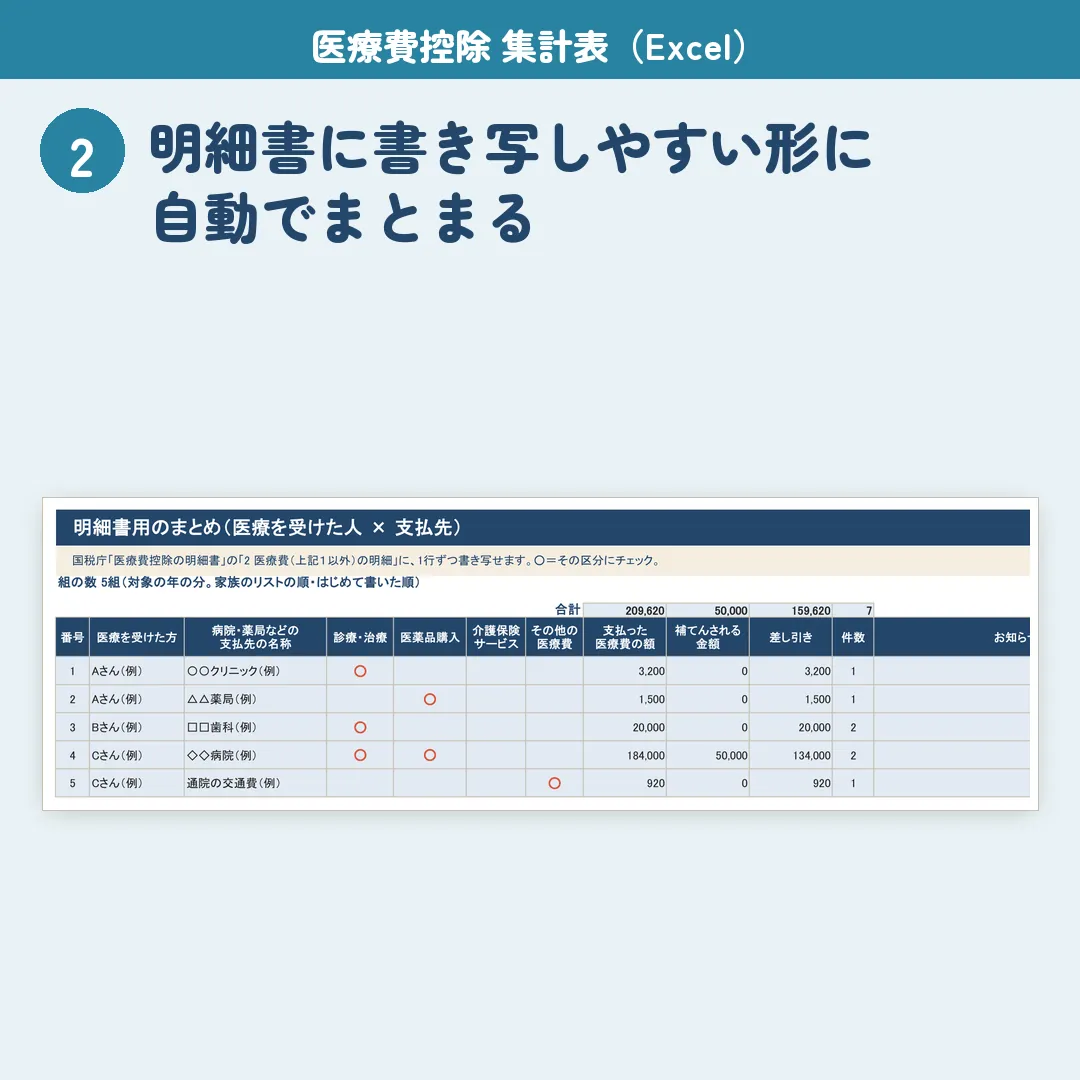 医療費控除 集計表（Excel）
2
明細書に書き写しやすい形に
自動でまとまる
明細書用のまとめ（医療を受けた人 × 支払先）
国税庁「医療費控除の明細書」の「2 医療費（上記１以外）の明細」に、1行ずつ書き写せます。〇＝その区分にチェック。
組の数 5組（対象の年の分。家族のリストの順・はじめて書いた順）
合計 209,620 50,000 159,620 7
番号 医療を受けた方 病院・薬局などの支払先の名称 診療・治療 医薬品購入 介護保険サービス その他の医療費 支払った医療費の額 補てんされる金額 差し引き 件数 お知ら
1 Aさん（例） 〇〇クリニック（例） 〇 3,200 0 3,200 1
2 Aさん（例） △△薬局（例） 〇 1,500 0 1,500 1
3 Bさん（例） □□歯科（例） 〇 20,000 0 20,000 2
4 Cさん（例） ◇◇病院（例） 〇 〇 184,000 50,000 134,000 2
5 Cさん（例） 通院の交通費（例） 〇 920 0 920 1